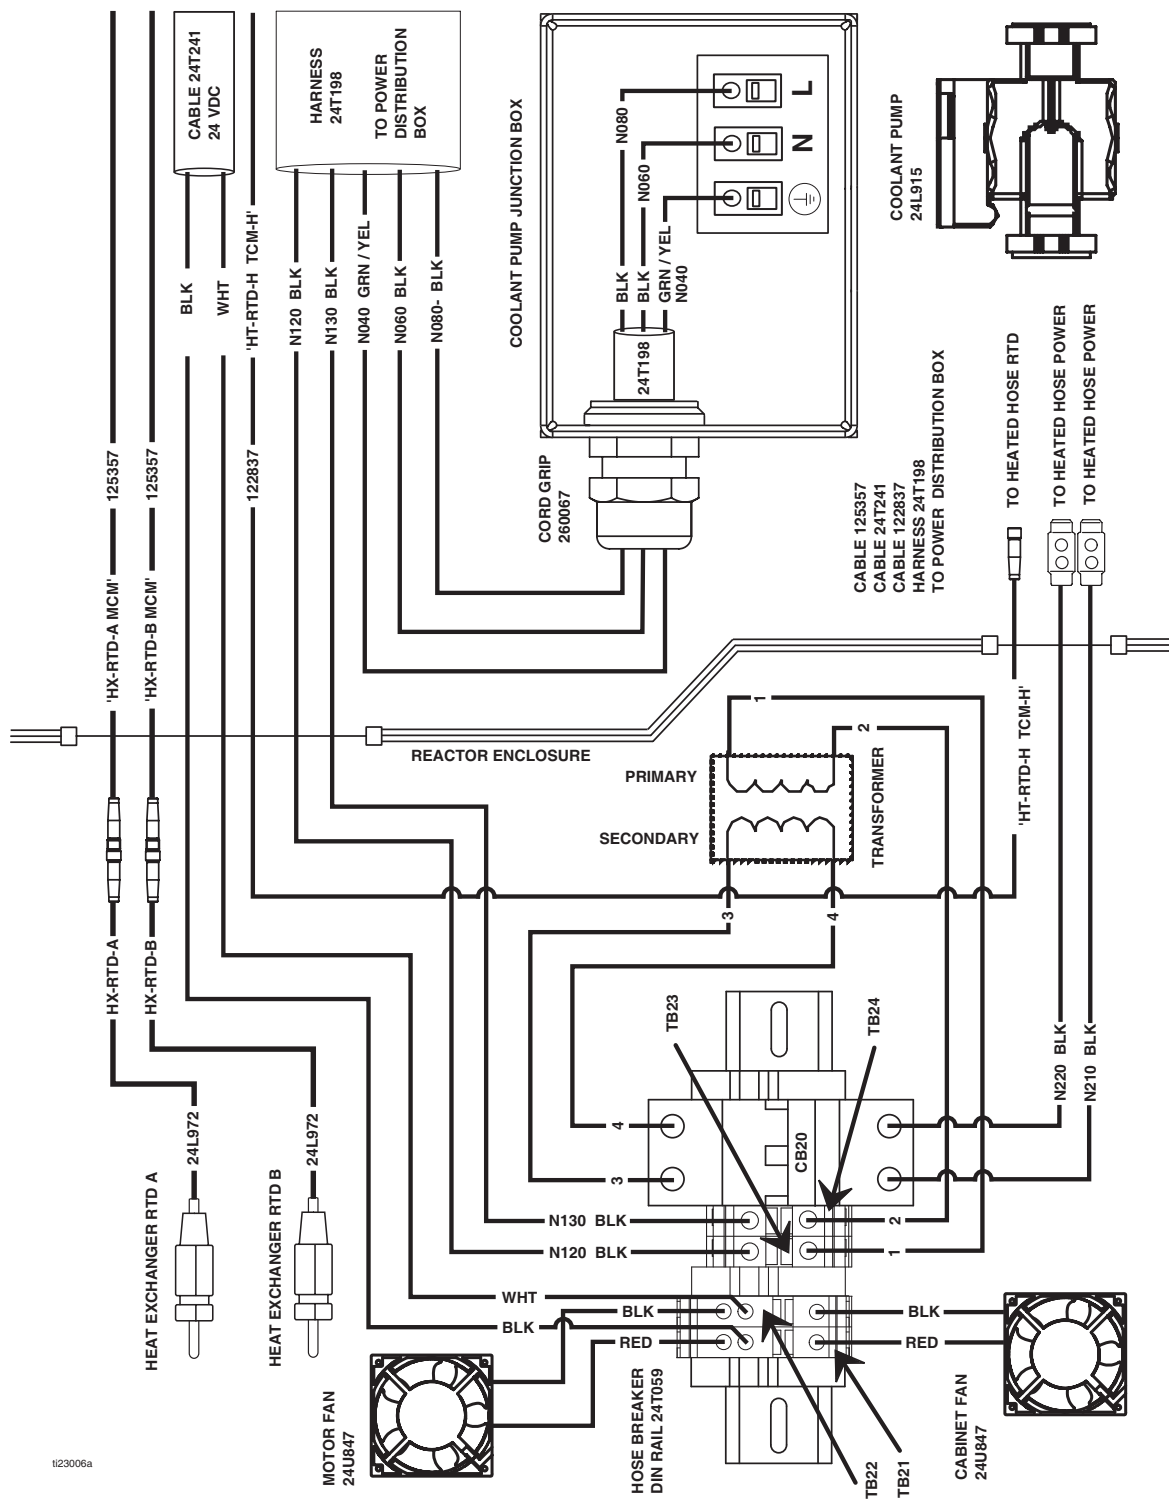 125357
'HX-RTD-A MCM'
HX-RTD-A
24L972
HEAT EXCHANGER RTD A
125357
'HX-RTD-B MCM'
HX-RTD-B
24L972
HEAT EXCHANGER RTD B
CABLE 24T241
24 VDC
BLK
WHT
'HT-RTD-H TCM-H'
122837
HARNESS
24T198
TO POWER
DISTRIBUTION
BOX
N120 BLK
N130 BLK
N040 GRN / YEL
N060 BLK
N080- BLK
COOLANT PUMP JUNCTION BOX
N080
N060
BLK
BLK
GRN / YEL
N040
L
N
24T198
CORD GRIP
260067
COOLANT PUMP
24L915
CABLE 125357
CABLE 24T241
CABLE 122837
HARNESS 24T198
TO POWER DISTRIBUTION BOX
TO HEATED HOSE RTD
TO HEATED HOSE POWER
TO HEATED HOSE POWER
REACTOR ENCLOSURE
PRIMARY
SECONDARY
TRANSFORMER
1
2
3
4
'HT-RTD-H TCM-H'
TB23
TB24
N220 BLK
N210 BLK
4
3
CB20
N130 BLK
N120 BLK
2
1
WHT
BLK
BLK
RED
BLK
RED
MOTOR FAN
24U847
HOSE BREAKER
DIN RAIL 24T059
TB22
TB21
CABINET FAN
24U847
ti23006a